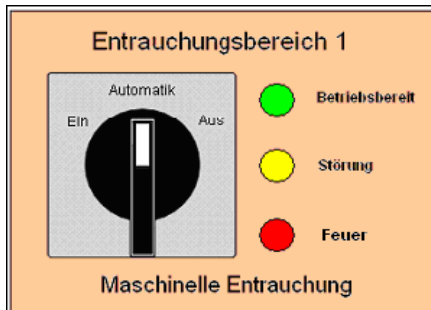 Entrauchungsbereich 1
Automatik
Ein
Aus
Betriebsbereit
Störung
Feuer
Maschinelle Entrauchung